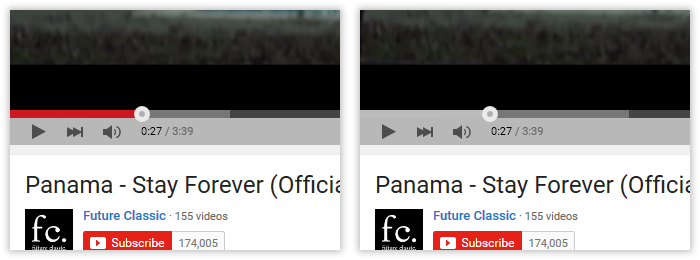 0:27 / 3:39
Panama - Stay Forever (Officia
fc.
future classic
Future Classic · 155 videos
Subscribe 174,005
0:27 / 3:39
Panama - Stay Forever (Officia
fc.
future classic
Future Classic · 155 videos
Subscribe 174,005